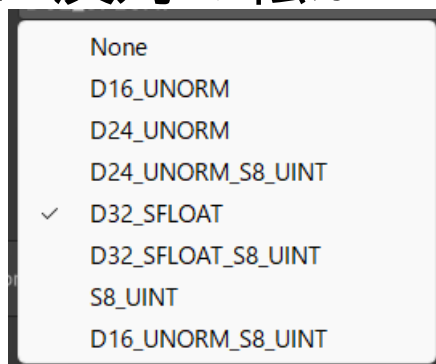 None
D16_UNORM
D24_UNORM
D24_UNORM_S8_UINT
✓ D32_SFLOAT
D32_SFLOAT_S8_UINT
S8_UINT
D16_UNORM_S8_UINT